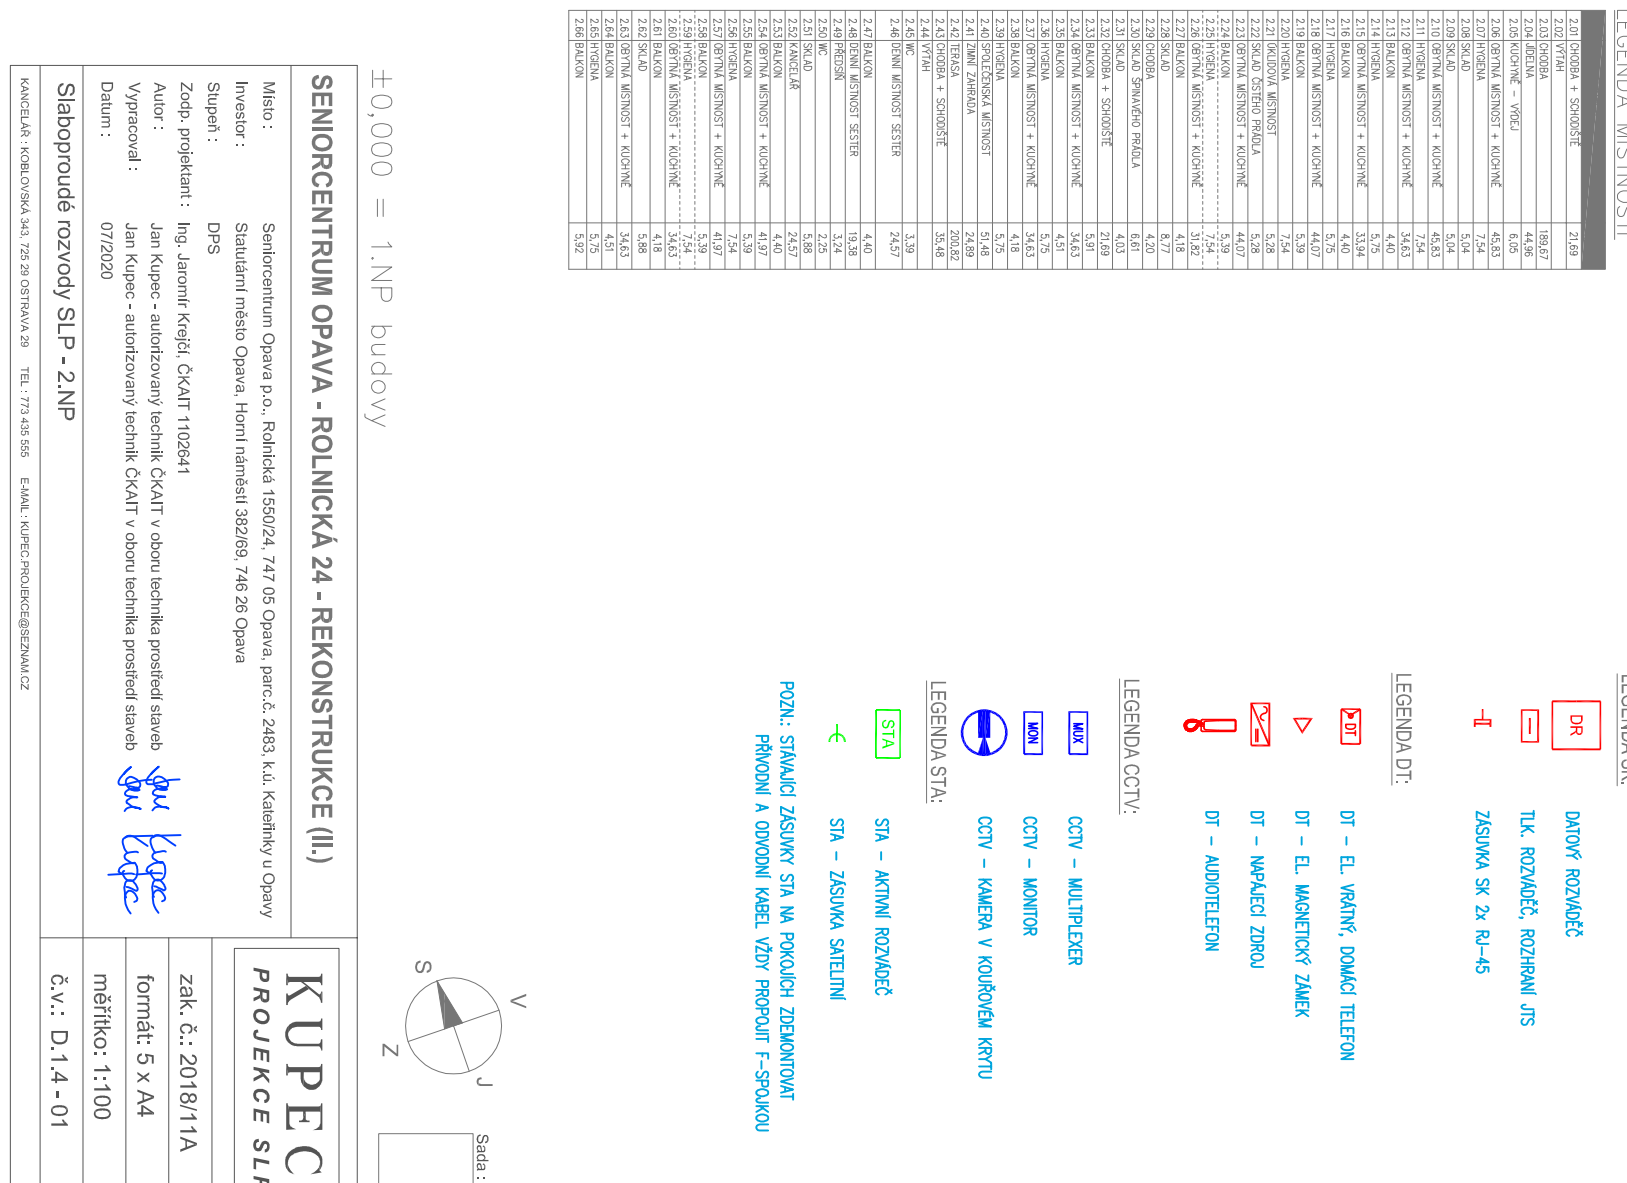 LEGENDA MÍSTNOSTÍ
2.01 CHODBA + SCHODIŠTĚ 21,69
2.02 VÝTAH
2.03 CHODBA 189,67
2.04 JÍDELNA 44,96
2.05 KUCHYNĚ - VÝDEJ 6,05
2.06 OBYTNÁ MÍSTNOST + KUCHYNĚ 45,83
2.07 HYGIENA 7,54
2.08 SKLAD 5,04
2.09 SKLAD 5,04
2.10 OBYTNÁ MÍSTNOST + KUCHYNĚ 45,83
2.11 HYGIENA 7,54
2.12 OBYTNÁ MÍSTNOST + KUCHYNĚ 34,63
2.13 BALKON 4,40
2.14 HYGIENA 5,75
2.15 OBYTNÁ MÍSTNOST + KUCHYNĚ 33,94
2.16 BALKON 4,40
2.17 HYGIENA 5,75
2.18 OBYTNÁ MÍSTNOST + KUCHYNĚ 44,07
2.19 BALKON 5,39
2.20 HYGIENA 7,54
2.21 ÚKLIDOVÁ MÍSTNOST 5,28
2.22 SKLAD ČISTÉHO PRÁDLA 5,28
2.23 OBYTNÁ MÍSTNOST + KUCHYNĚ 44,07
2.24 BALKON 5,39
2.25 HYGIENA 7,54
2.26 OBYTNÁ MÍSTNOST + KUCHYNĚ 31,82
2.27 BALKON 4,18
2.28 SKLAD 8,77
2.29 CHODBA 4,20
2.30 SKLAD ŠPINAVÉHO PRÁDLA 6,61
2.31 SKLAD 4,03
2.32 CHODBA + SCHODIŠTĚ 21,69
2.33 BALKON 5,91
2.34 OBYTNÁ MÍSTNOST + KUCHYNĚ 34,63
2.35 BALKON 4,51
2.36 HYGIENA 5,75
2.37 OBYTNÁ MÍSTNOST + KUCHYNĚ 34,63
2.38 BALKON 4,18
2.39 HYGIENA 5,75
2.40 SPOLEČENSKÁ MÍSTNOST 51,48
2.41 ZIMNÍ ZAHRADA 24,89
2.42 TERASA 200,82
2.43 CHODBA + SCHODIŠTĚ 35,48
2.44 VÝTAH
2.45 WC 3,39
2.46 DENNÍ MÍSTNOST SESTER 24,57
2.47 BALKON 4,40
2.48 DENNÍ MÍSTNOST SESTER 19,38
2.49 PŘEDSÍŇ 3,24
2.50 WC 2,25
2.51 SKLAD 5,88
2.52 KANCELÁŘ 24,57
2.53 BALKON 4,40
2.54 OBYTNÁ MÍSTNOST + KUCHYNĚ 41,97
2.55 BALKON 5,39
2.56 HYGIENA 7,54
2.57 OBYTNÁ MÍSTNOST + KUCHYNĚ 41,97
2.58 BALKON 5,39
2.59 HYGIENA 7,54
2.60 OBYTNÁ MÍSTNOST + KUCHYNĚ 34,63
2.61 BALKON 4,18
2.62 SKLAD 5,88
2.63 OBYTNÁ MÍSTNOST + KUCHYNĚ 34,63
2.64 BALKON 4,51
2.65 HYGIENA 5,75
2.66 BALKON 5,92
LEGENDA SK:
DR DATOVÝ ROZVÁDĚČ
TLK. ROZVÁDĚČ, ROZHRANÍ JTS
ZÁSUVKA SK 2x RJ-45
LEGENDA DT:
DT DT - EL. VRÁTNÝ, DOMÁCÍ TELEFON
DT - EL. MAGNETICKÝ ZÁMEK
DT - NAPÁJECÍ ZDROJ
DT - AUDIOTELEFON
LEGENDA CCTV:
MUX CCTV - MULTIPLEXER
MON CCTV - MONITOR
CCTV - KAMERA V KOUŘOVÉM KRYTU
LEGENDA STA:
STA STA - AKTIVNÍ ROZVÁDĚČ
STA - ZÁSUVKA SATELITNÍ
POZN.: STÁVAJÍCÍ ZÁSUVKY STA NA POKOJÍCH ZDEMONTOVAT
PŘÍVODNÍ A ODVODNÍ KABEL VŽDY PROPOJIT F-SPOJKOU
±0,000 = 1.NP budovy
S V Z J
Sada :
SENIORCENTRUM OPAVA - ROLNICKÁ 24 - REKONSTRUKCE (II.)
Místo : Seniorcentrum Opava p.o., Rolnická 1550/24, 747 05 Opava, parc.č. 2483, k.ú. Kateřinky u Opavy
Investor : Statutární město Opava, Horní náměstí 382/69, 746 26 Opava
Stupeň : DPS
Zodp. projektant : Ing. Jaromír Krejčí, ČKAIT 1102641
Autor : Jan Kupec - autorizovaný technik ČKAIT v oboru technika prostředí staveb Jan Kupec
Vypracoval : Jan Kupec - autorizovaný technik ČKAIT v oboru technika prostředí staveb Jan Kupec
Datum : 07/2020
Slaboproudé rozvody SLP - 2.NP
KANCELÁŘ : KOBLOVSKÁ 343, 725 29 OSTRAVA 29 TEL : 773 435 555 E-MAIL : KUPEC.PROJEKCE@SEZNAM.CZ
KUPEC
PROJEKCE SLP
zak. č.: 2018/11A
formát: 5 x A4
měřítko: 1:100
č.v.: D.1.4 - 01